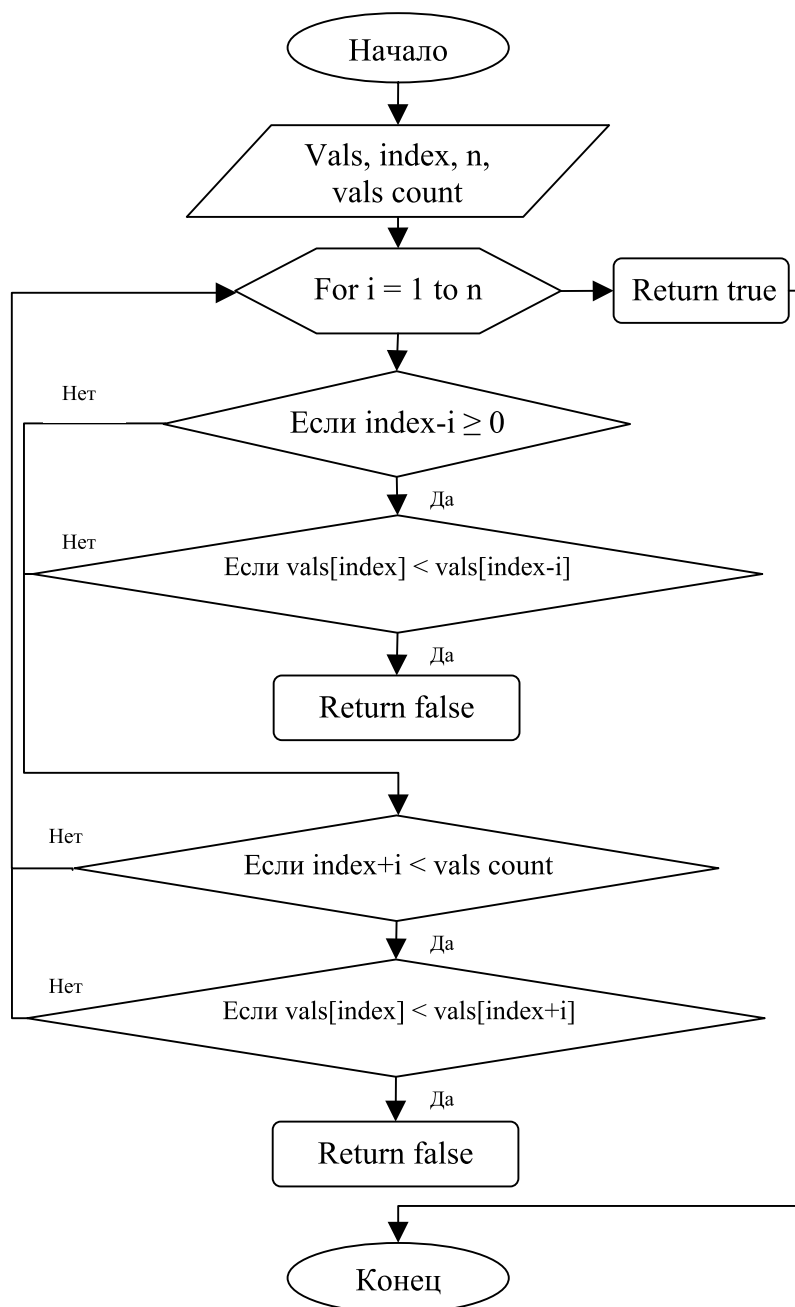 Начало
Vals, index, n,
vals count
For i = 1 to n
Return true
Нет
Если index-i ≥ 0
Да
Нет
Если vals[index] < vals[index-i]
Да
Return false
Нет
Если index+i < vals count
Да
Нет
Если vals[index] < vals[index+i]
Да
Return false
Конец